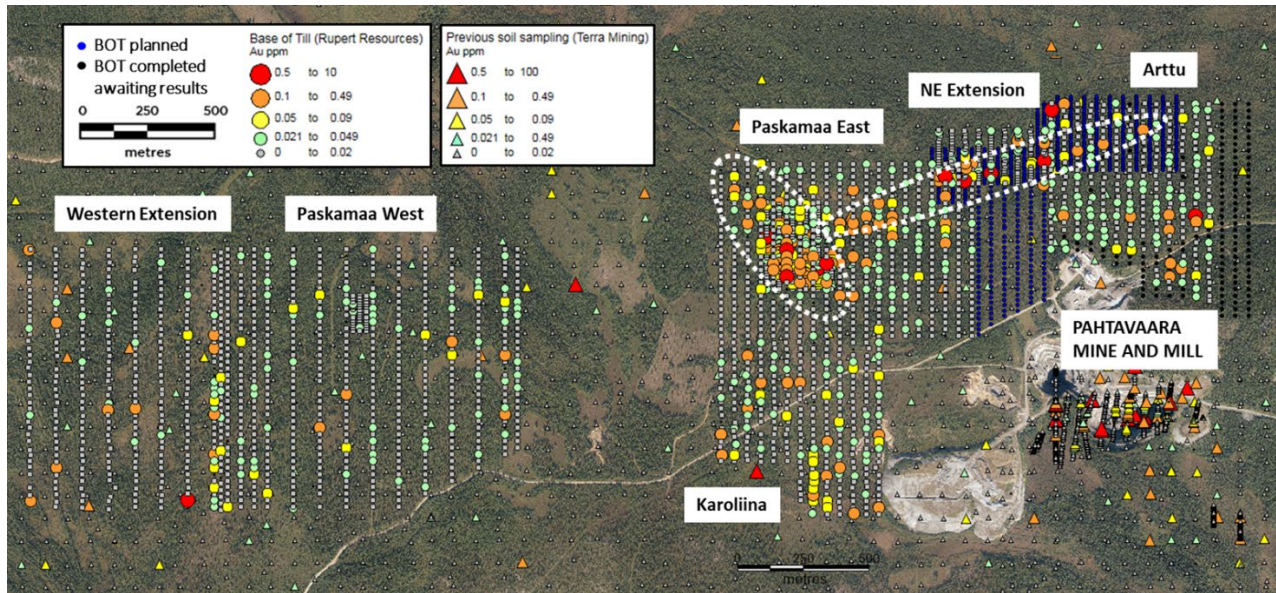 BOT planned
BOT completed
awaiting results
0 250 500
metres
Base of Till (Rupert Resources)
Au ppm
0.5 to 10
0.1 to 0.49
0.05 to 0.09
0.021 to 0.049
0 to 0.02
Previous soil sampling (Terra Mining)
Au ppm
0.5 to 100
0.1 to 0.49
0.05 to 0.09
0.021 to 0.49
0 to 0.02
Arttu
NE Extension
Paskamaa East
Western Extension
Paskamaa West
PAHTAVAARA
MINE AND MILL
Karoliina
0 250 500
metres